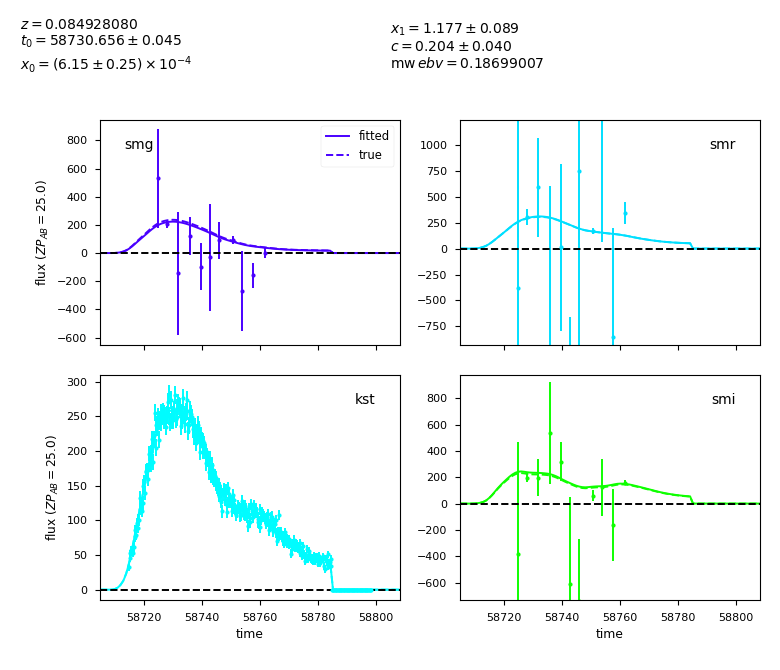 z = 0.084928080
t₀ = 58730.656 ± 0.045
x₀ = (6.15 ± 0.25) × 10⁻⁴
x₁ = 1.177 ± 0.089
c = 0.204 ± 0.040
mw ebv = 0.18699007
smg
fitted
true
800
600
400
200
0
−200
−400
−600
flux (ZP_AB = 25.0)
smr
1000
750
500
250
0
−250
−500
−750
kst
300
250
200
150
100
50
0
flux (ZP_AB = 25.0)
58720 58740 58760 58780 58800
time
smi
800
600
400
200
0
−200
−400
−600
58720 58740 58760 58780 58800
time